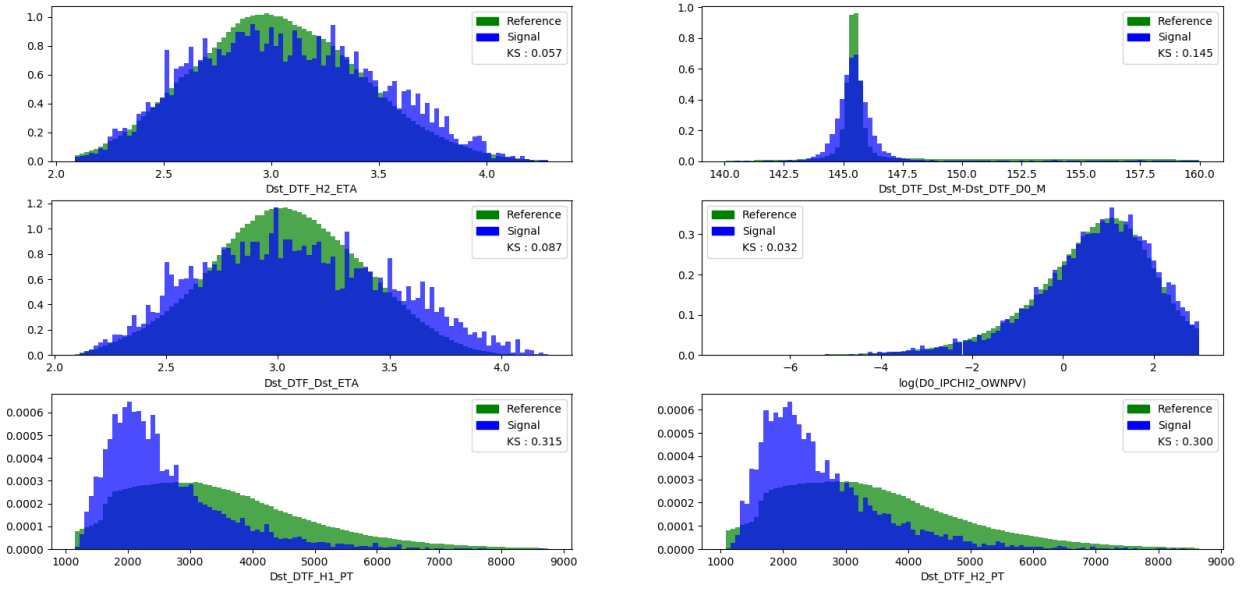 1.0
0.8
0.6
0.4
0.2
0.0
Reference
Signal
KS : 0.057
2.0 2.5 3.0 3.5 4.0
Dst_DTF_H2_ETA
1.0
0.8
0.6
0.4
0.2
0.0
Reference
Signal
KS : 0.145
140.0 142.5 145.0 147.5 150.0 152.5 155.0 157.5 160.0
Dst_DTF_Dst_M-Dst_DTF_D0_M
1.2
1.0
0.8
0.6
0.4
0.2
0.0
Reference
Signal
KS : 0.087
2.0 2.5 3.0 3.5 4.0
Dst_DTF_Dst_ETA
0.3
0.2
0.1
0.0
Reference
Signal
KS : 0.032
−6 −4 −2 0 2
log(D0_IPCHI2_OWNPV)
0.0006
0.0005
0.0004
0.0003
0.0002
0.0001
0.0000
Reference
Signal
KS : 0.315
1000 2000 3000 4000 5000 6000 7000 8000 9000
Dst_DTF_H1_PT
0.0006
0.0005
0.0004
0.0003
0.0002
0.0001
0.0000
Reference
Signal
KS : 0.300
1000 2000 3000 4000 5000 6000 7000 8000 9000
Dst_DTF_H2_PT